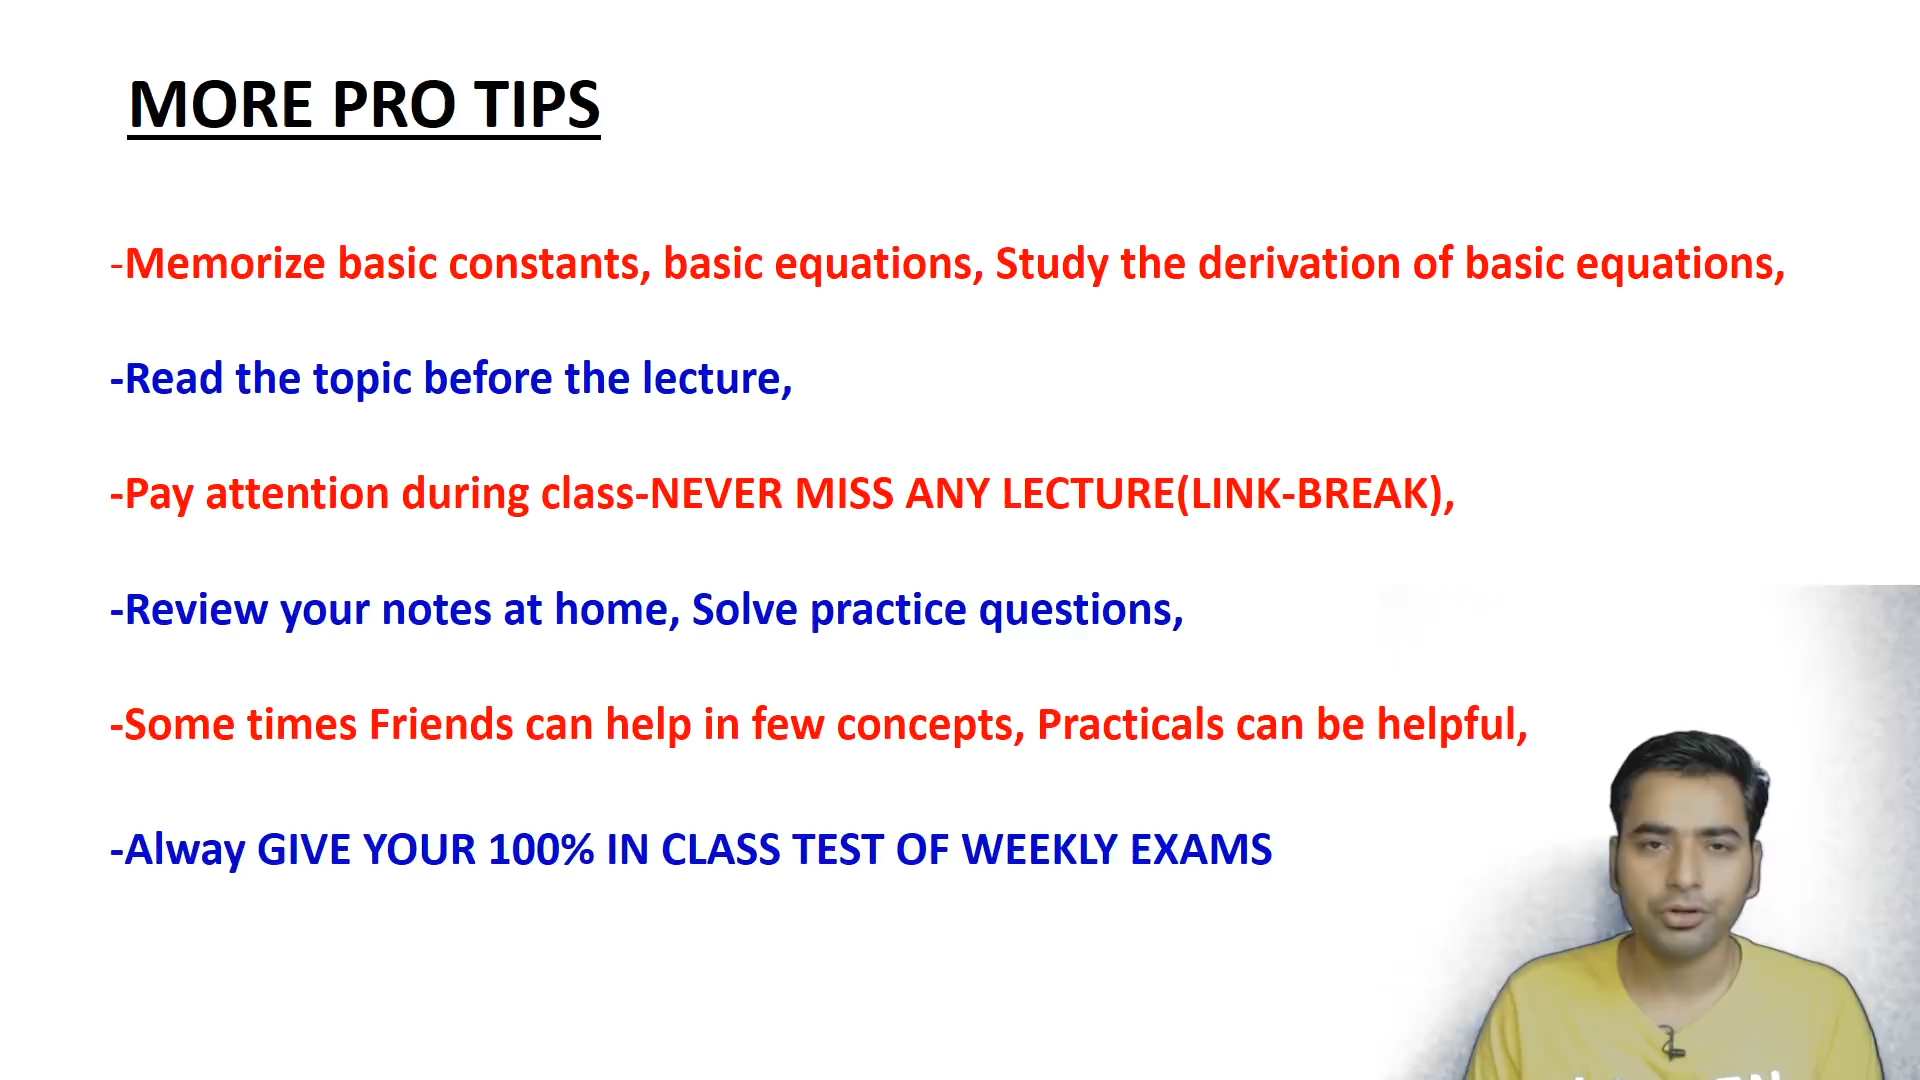 MORE PRO TIPS
-Memorize basic constants, basic equations, Study the derivation of basic equations,
-Read the topic before the lecture,
-Pay attention during class-NEVER MISS ANY LECTURE(LINK-BREAK),
-Review your notes at home, Solve practice questions,
-Some times Friends can help in few concepts, Practicals can be helpful,
-Alway GIVE YOUR 100% IN CLASS TEST OF WEEKLY EXAMS